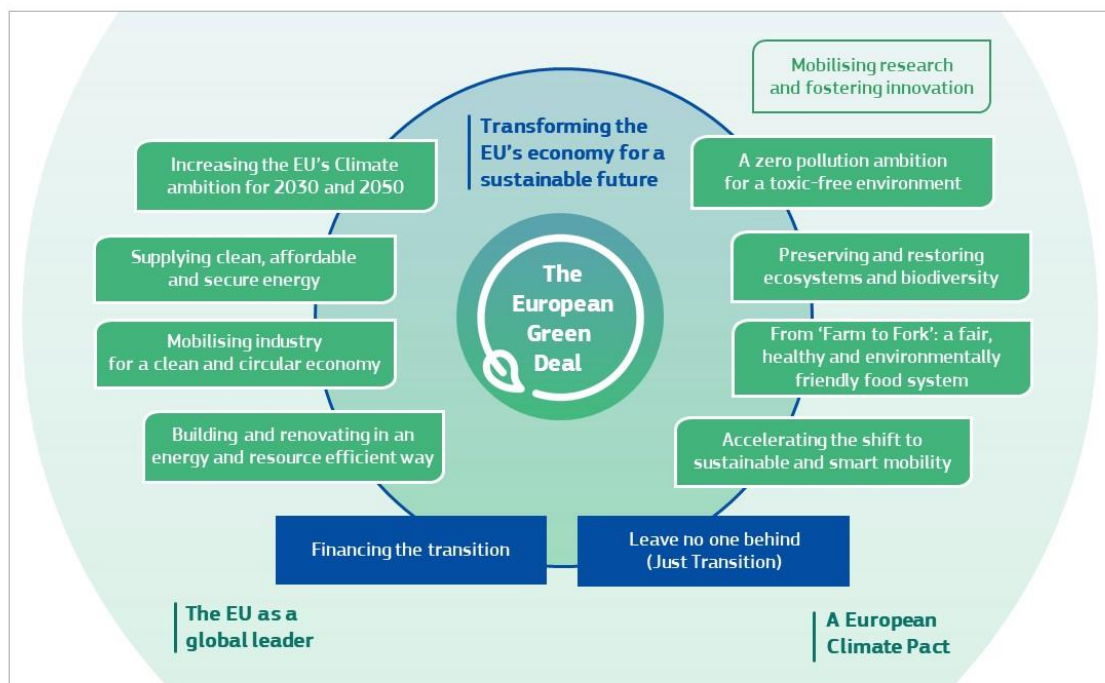 Mobilising research
and fostering innovation
Transforming the
EU's economy for a
sustainable future
Increasing the EU's Climate
ambition for 2030 and 2050
A zero pollution ambition
for a toxic-free environment
Supplying clean, affordable
and secure energy
The
European
Green
Deal
Preserving and restoring
ecosystems and biodiversity
Mobilising industry
for a clean and circular economy
From ‘Farm to Fork’: a fair,
healthy and environmentally
friendly food system
Building and renovating in an
energy and resource efficient way
Accelerating the shift to
sustainable and smart mobility
Financing the transition
Leave no one behind
(Just Transition)
The EU as a
global leader
A European
Climate Pact